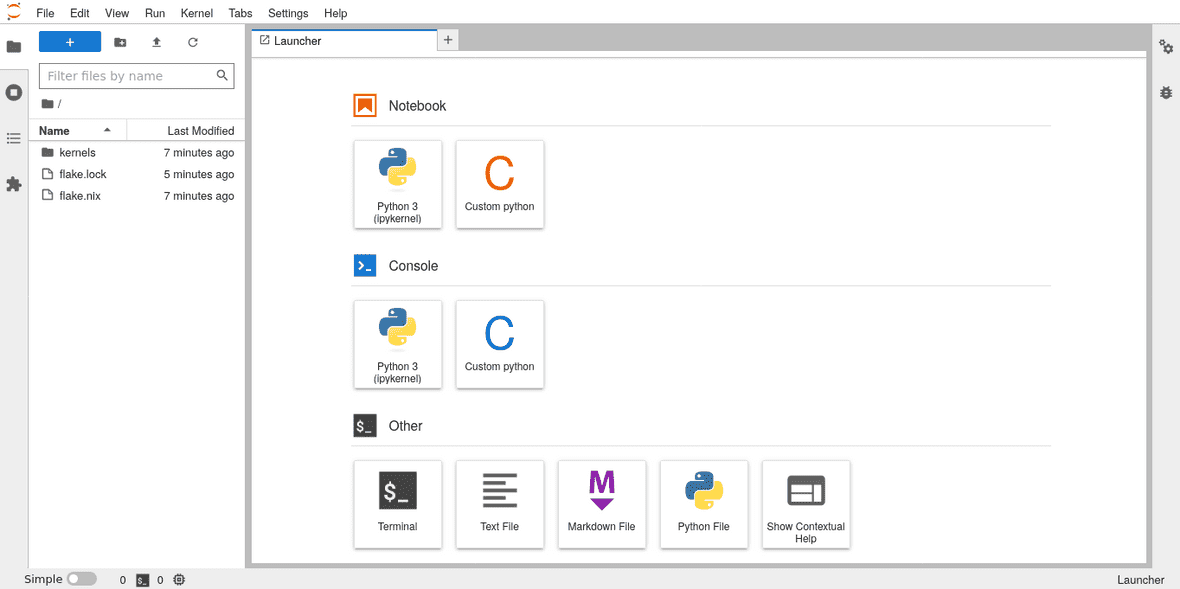 File Edit View Run Kernel Tabs Settings Help
+
Filter files by name
/
Name Last Modified
kernels 7 minutes ago
flake.lock 5 minutes ago
flake.nix 7 minutes ago
Launcher +
Notebook
Python 3
(ipykernel)
C
Custom python
Console
Python 3
(ipykernel)
C
Custom python
$_ Other
$_
Terminal
Text File
M
Markdown File
Python File
Show Contextual
Help
Simple 0 $_ 0 Launcher